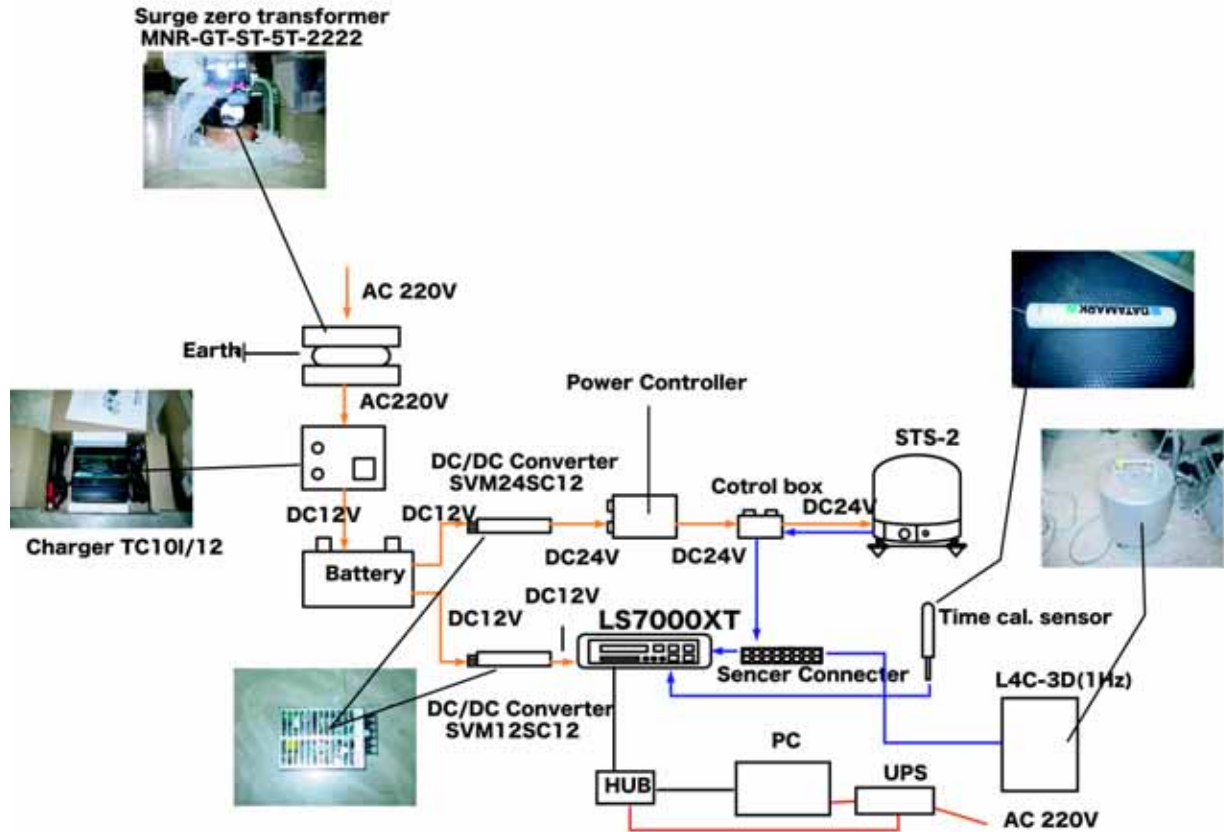 Surge zero transformer
MNR-GT-ST-5T-2222
AC 220V
Earth
AC220V
Power Controller
DATAMARK
STS-2
DC/DC Converter
SVM24SC12
Cotrol box
DC24V
DC12V
DC12V
Charger TC10I/12
Battery
DC24V
DC24V
DC12V
DC12V
LS7000XT
Time cal. sensor
Sencer Connecter
L4C-3D(1Hz)
DC/DC Converter
SVM12SC12
PC
HUB
UPS
AC 220V